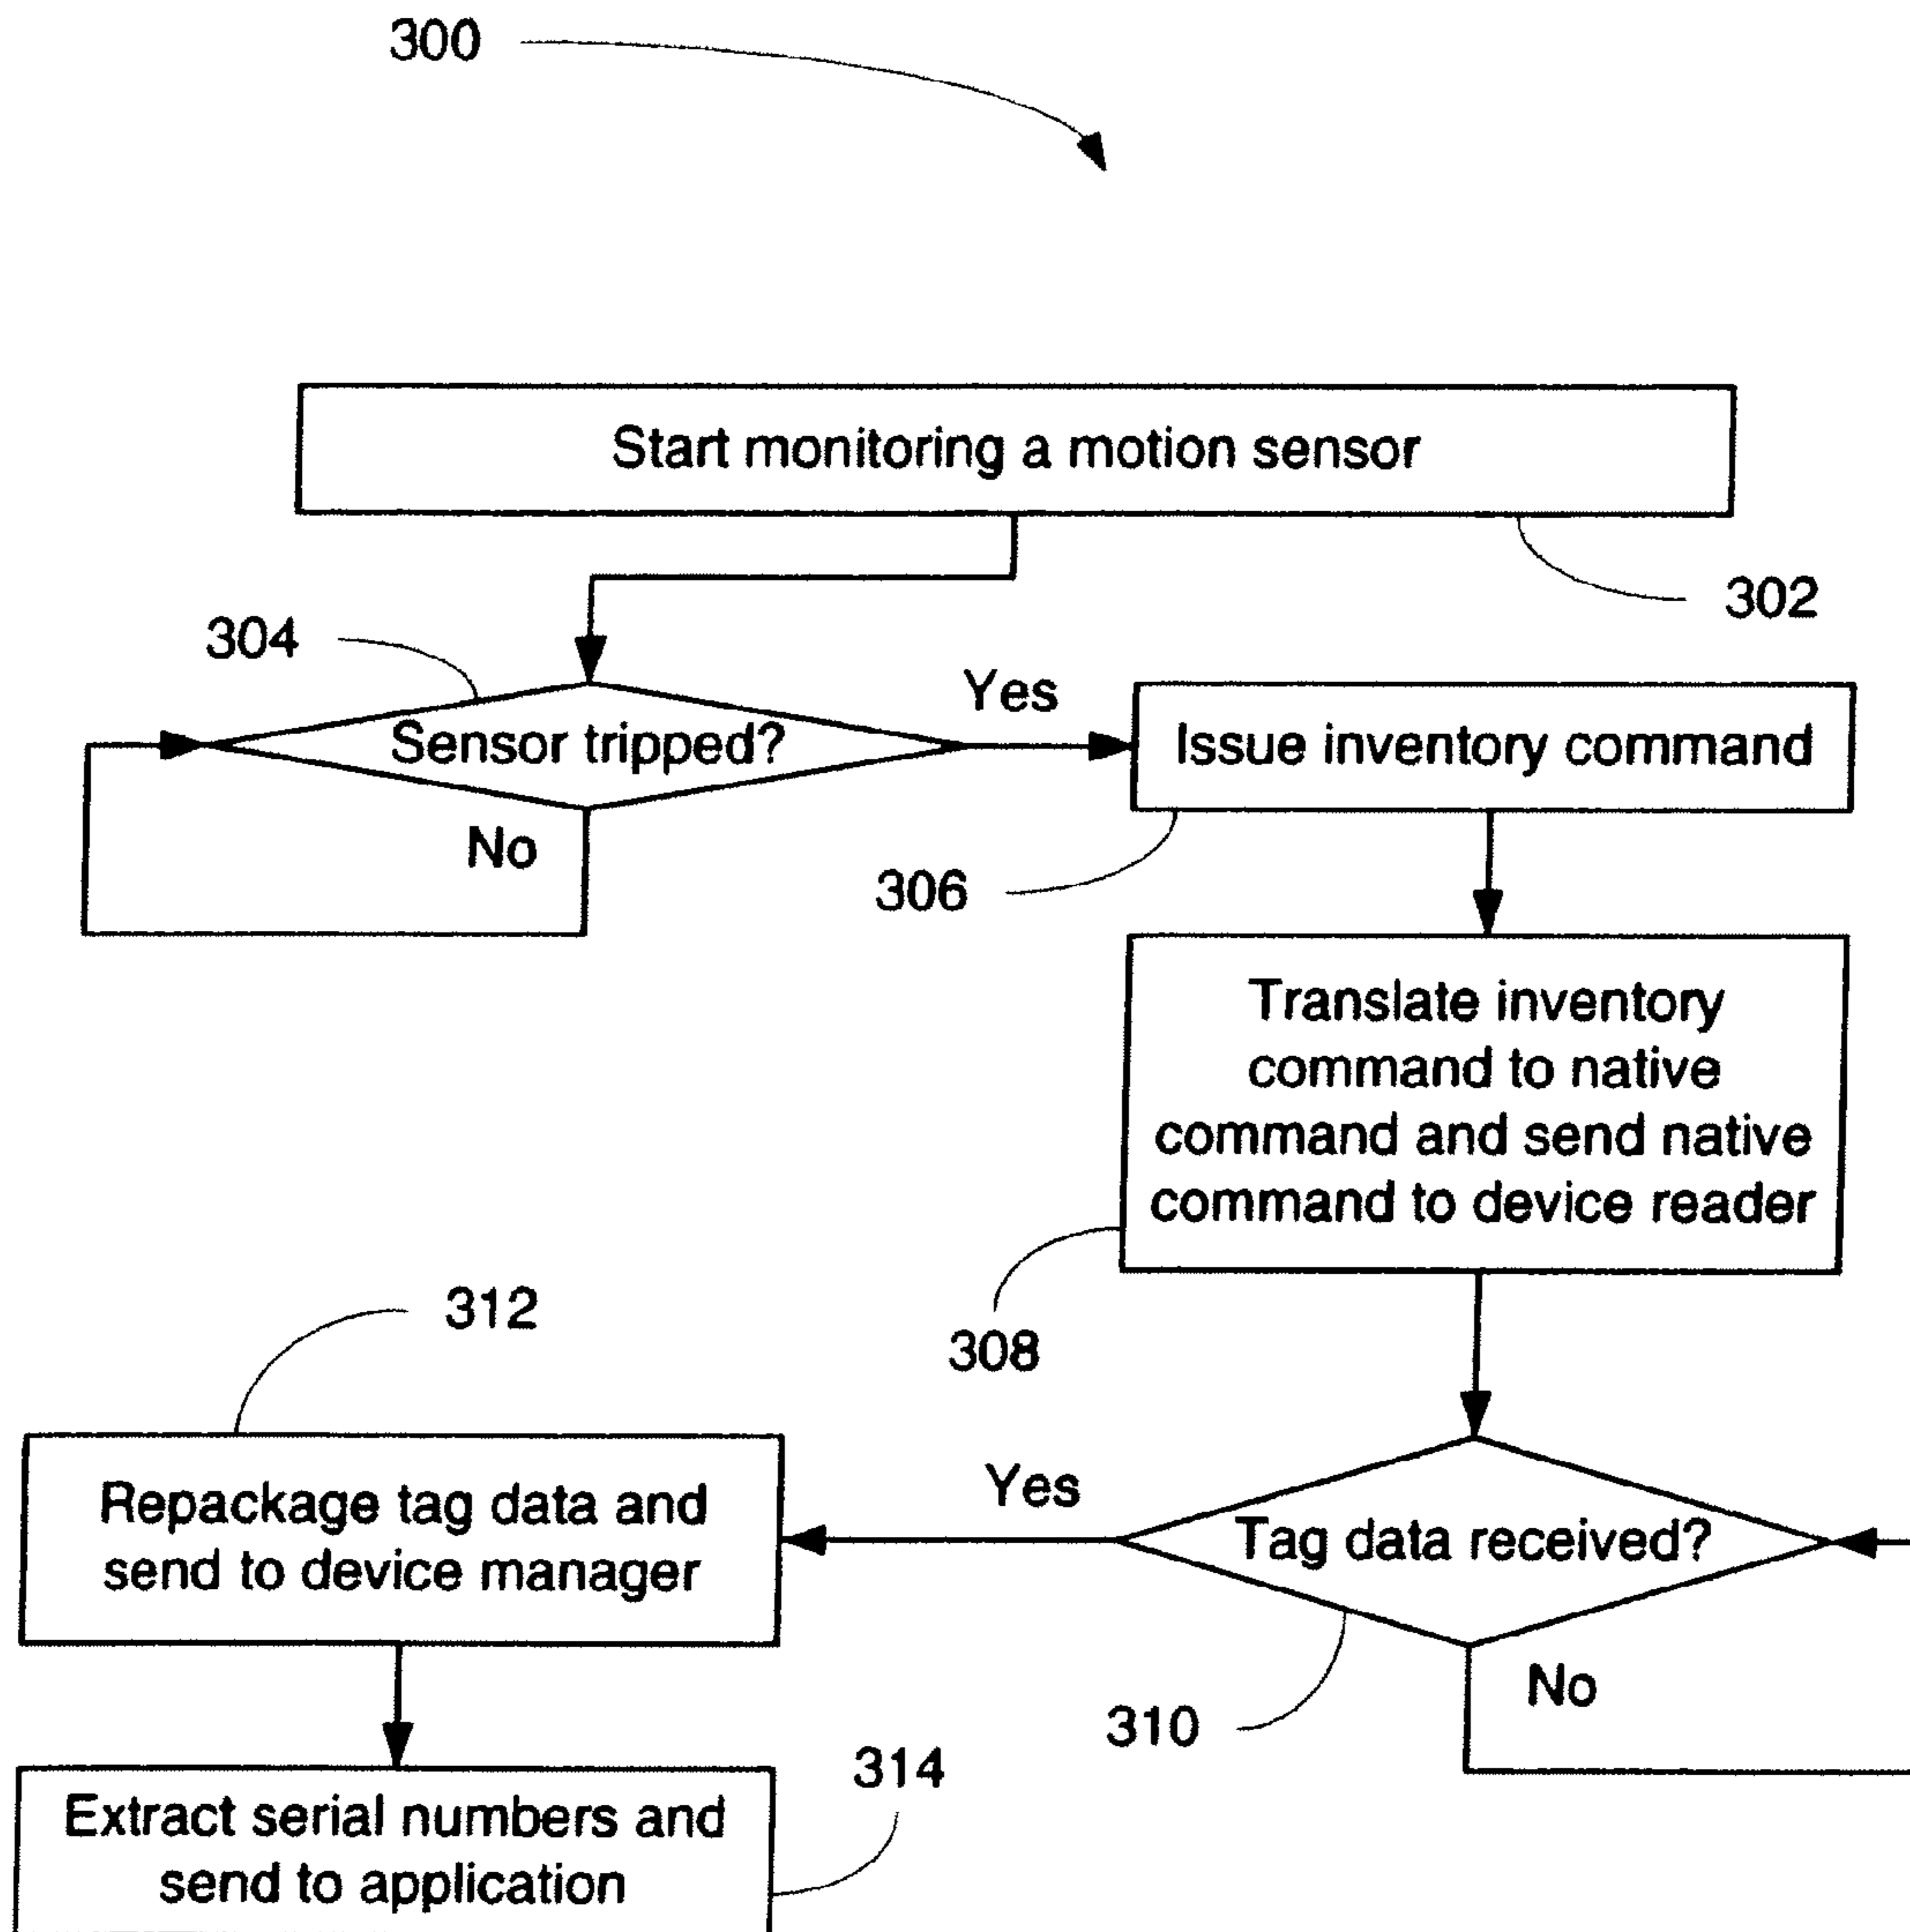 300
Start monitoring a motion sensor
302
304
Sensor tripped?
Yes
No
Issue inventory command
306
Translate inventory
command to native
command and send native
command to device reader
308
Tag data received?
310
No
Yes
312
Repackage tag data and
send to device manager
Extract serial numbers and
send to application
314